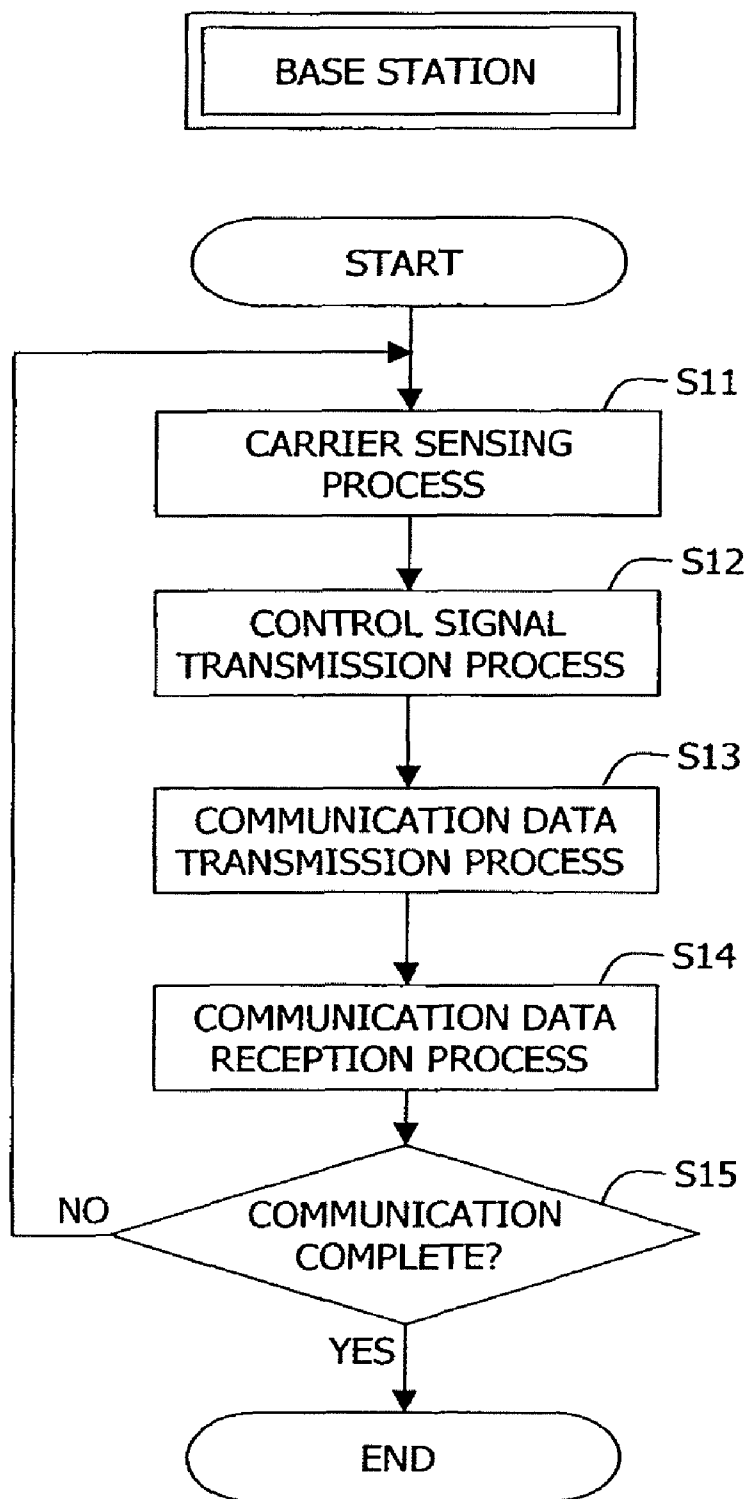 BASE STATION
START
S11
CARRIER SENSING
PROCESS
S12
CONTROL SIGNAL
TRANSMISSION PROCESS
S13
COMMUNICATION DATA
TRANSMISSION PROCESS
S14
COMMUNICATION DATA
RECEPTION PROCESS
S15
NO
COMMUNICATION
COMPLETE?
YES
END